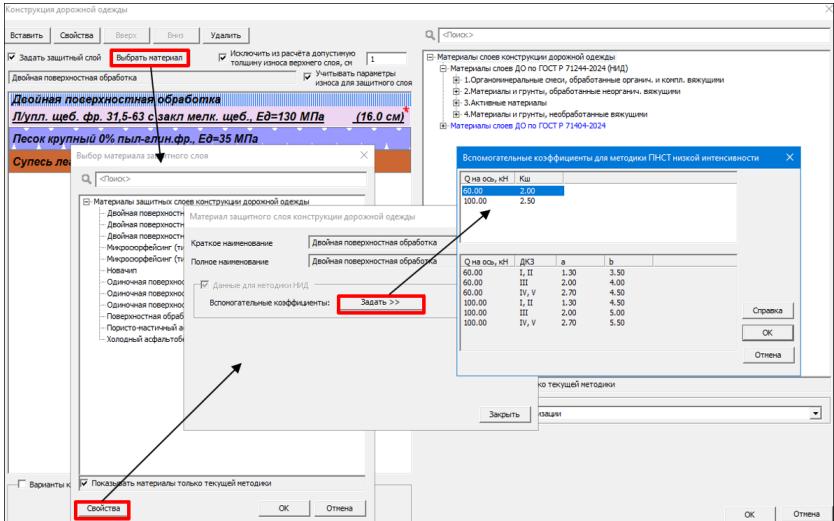 Конструкция дорожной одежды
Вставить Свойства Вверх Вниз Удалить
Задать защитный слой Выбрать материал Исключить из расчёта допустимую толщину износа верхнего слоя, см 1
Двойная поверхностная обработка Учитывать параметры износа для защитного слоя
Двойная поверхностная обработка
Л/упл. щеб. фр. 31,5-63 с закл мелк. щеб., Eд=130 МПа (16.0 см)*
Песок крупный 0% пыл-глин.фр., Eд=35 МПа
Супесь
<Поиск>
Материалы слоев конструкции дорожной одежды
Материалы слоев ДО по ГОСТ Р 71244-2024 (НИД)
1.Органоминеральные смеси, обработанные органич. и компл. вяжущими
2.Материалы и грунты, обработанные неорганич. вяжущими
3.Активные материалы
4.Материалы и грунты, необработанные вяжущими
Материалы слоев ДО по ГОСТ Р 71404-2024
Выбор материала защитного слоя
<Поиск>
Материалы защитных слоев конструкции дорожной одежды
Двойная поверхностн
Двойная поверхностн
Двойная поверхностн
Микросюрфейсинг (ти
Микросюрфейсинг (ти
Новачип
Одиночная поверхнос
Одиночная поверхнос
Одиночная поверхнос
Поверхностная обраб
Пористо-мастичный а
Холодный асфальтоб
Показывать материалы только текущей методики
Свойства ОК Отмена
Варианты к
Материал защитного слоя конструкции дорожной одежды
Краткое наименование Двойная поверхностная обработка
Полное наименование Двойная поверхностная обработка
Данные для методики НИД
Вспомогательные коэффициенты: Задать >>
Закрыть
Вспомогательные коэффициенты для методики ПНСТ низкой интенсивности
Q на ось, кН Kш
60.00 2.00
100.00 2.50
Q на ось, кН ДКЗ a b
60.00 I, II 1.30 3.50
60.00 III 2.00 4.00
60.00 IV, V 2.70 4.50
100.00 I, II 1.30 4.50
100.00 III 2.00 5.00
100.00 IV, V 2.70 5.50
Справка
ОК
Отмена
ко текущей методики
изации
ОК Отмена